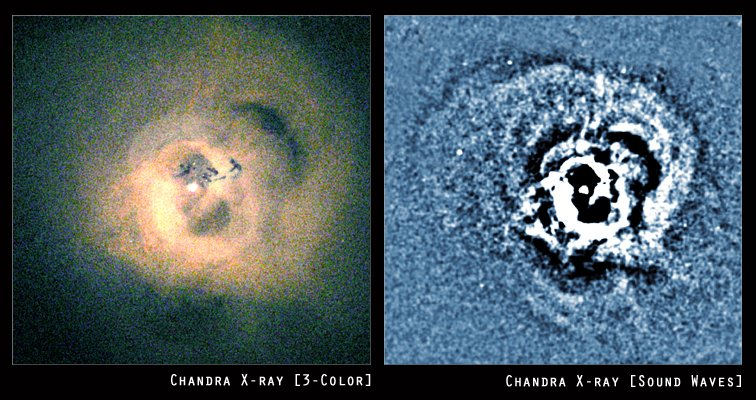 Chandra X-ray [3-Color]
Chandra X-ray [Sound Waves]